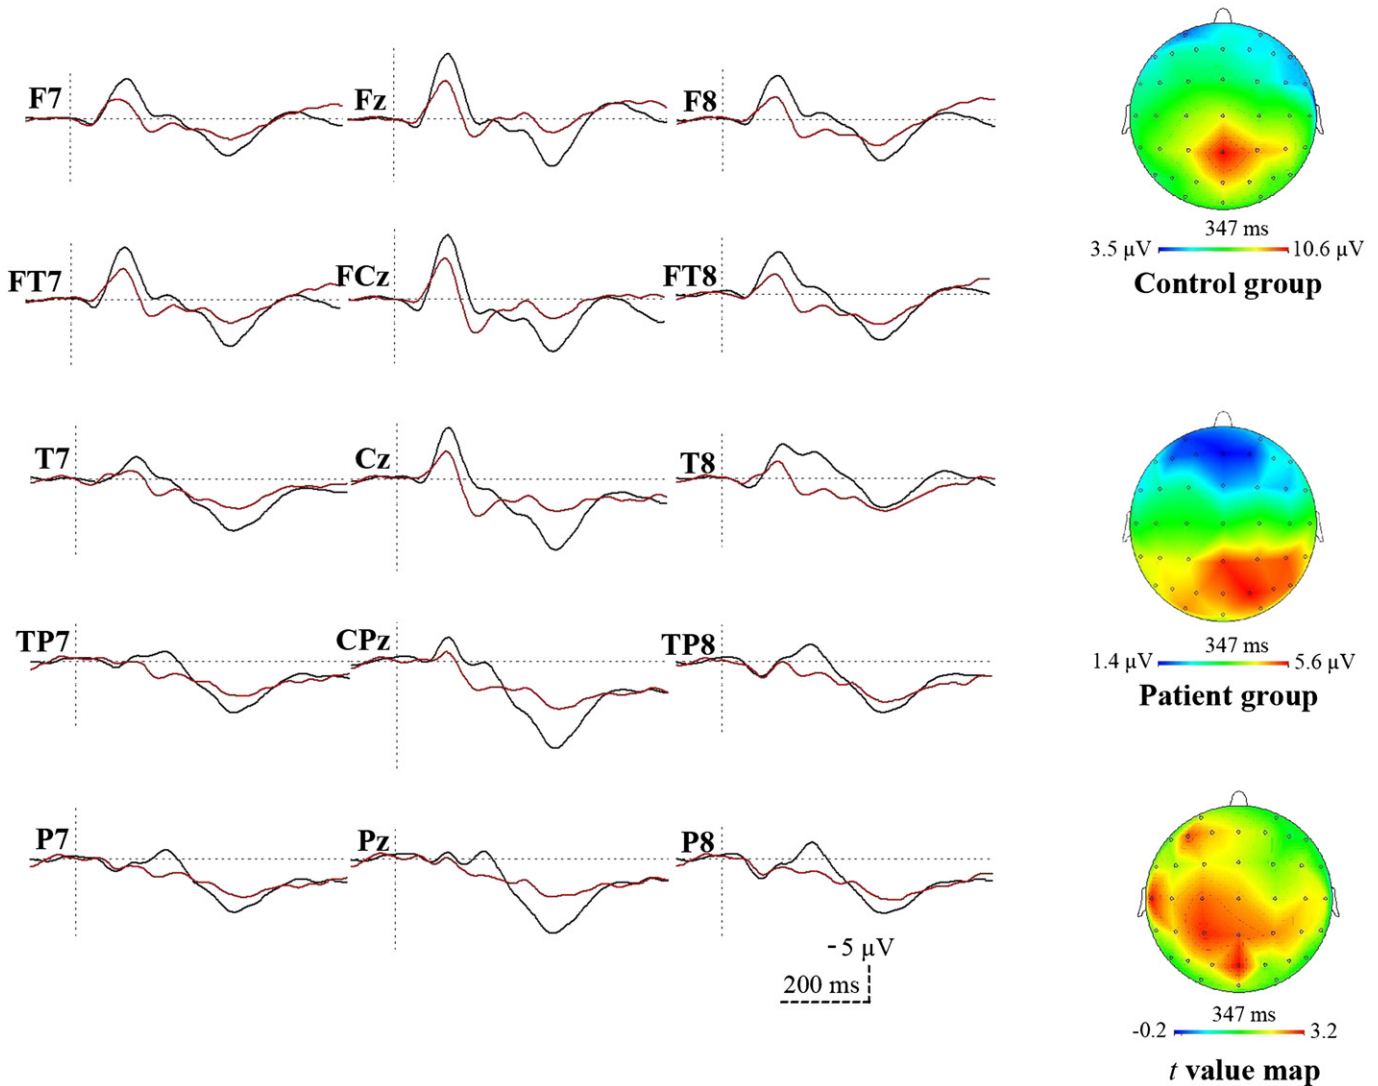 F7
Fz
F8
FT7
FCz
FT8
T7
Cz
T8
TP7
CPz
TP8
P7
Pz
P8
-5 µV
200 ms
347 ms
3.5 µV 10.6 µV
Control group
347 ms
1.4 µV 5.6 µV
Patient group
347 ms
-0.2 3.2
t value map